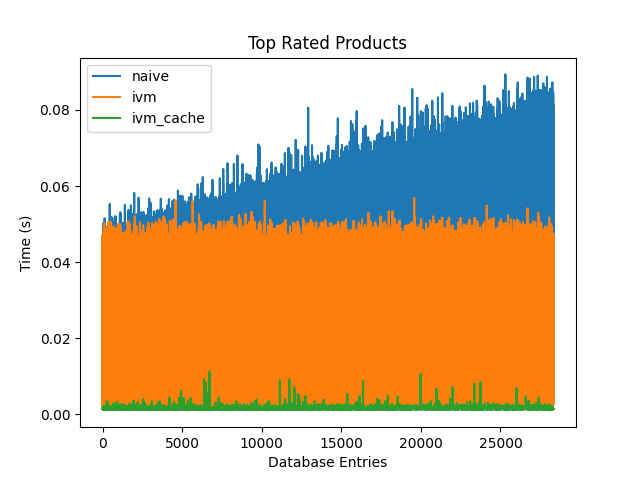 Top Rated Products
naive
ivm
ivm_cache
Time (s)
0.08
0.06
0.04
0.02
0.00
0
5000
10000
15000
20000
25000
Database Entries